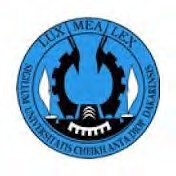 LUX MEA LEX
SIGILLUM UNIVERSITATIS CHEIKH ANTA DIOP DAKARENSIS